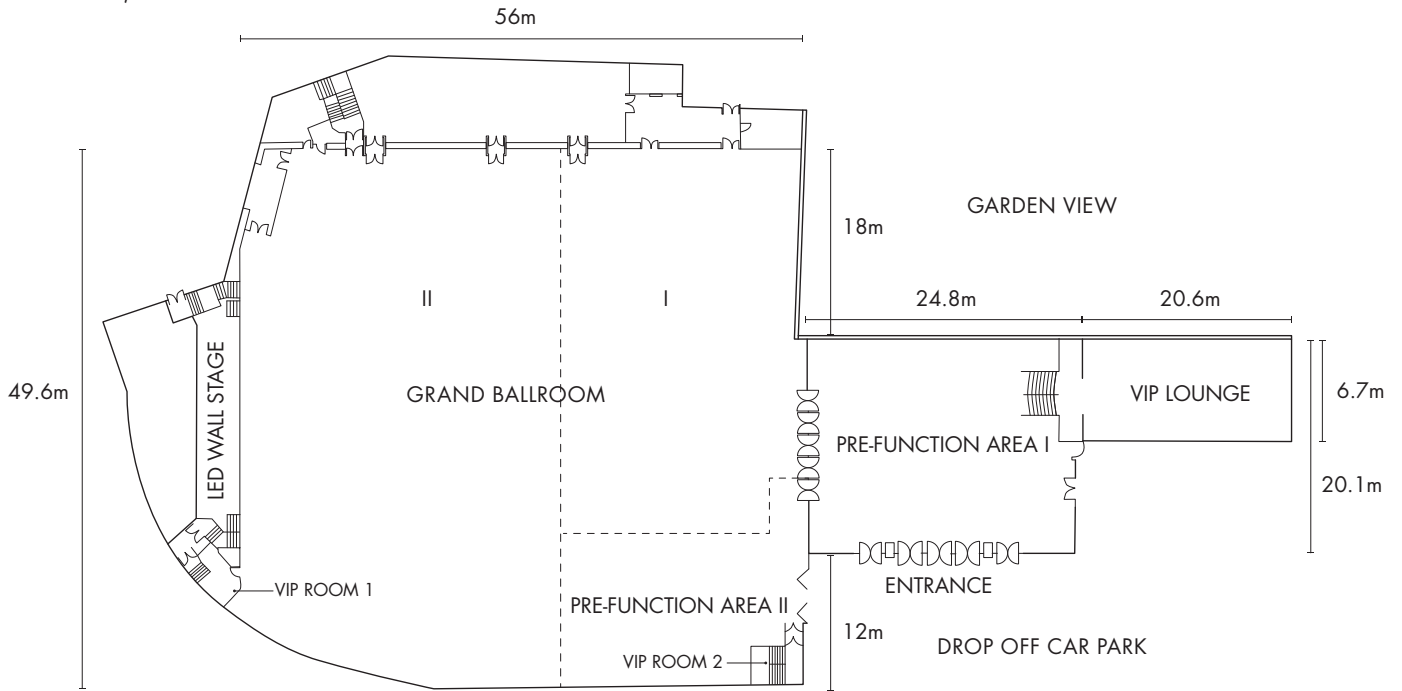 56m
GARDEN VIEW
18m
II
I
24.8m
20.6m
LED WALL STAGE
49.6m
GRAND BALLROOM
VIP LOUNGE
6.7m
PRE-FUNCTION AREA I
20.1m
ENTRANCE
VIP ROOM 1
PRE-FUNCTION AREA II
12m
DROP OFF CAR PARK
VIP ROOM 2